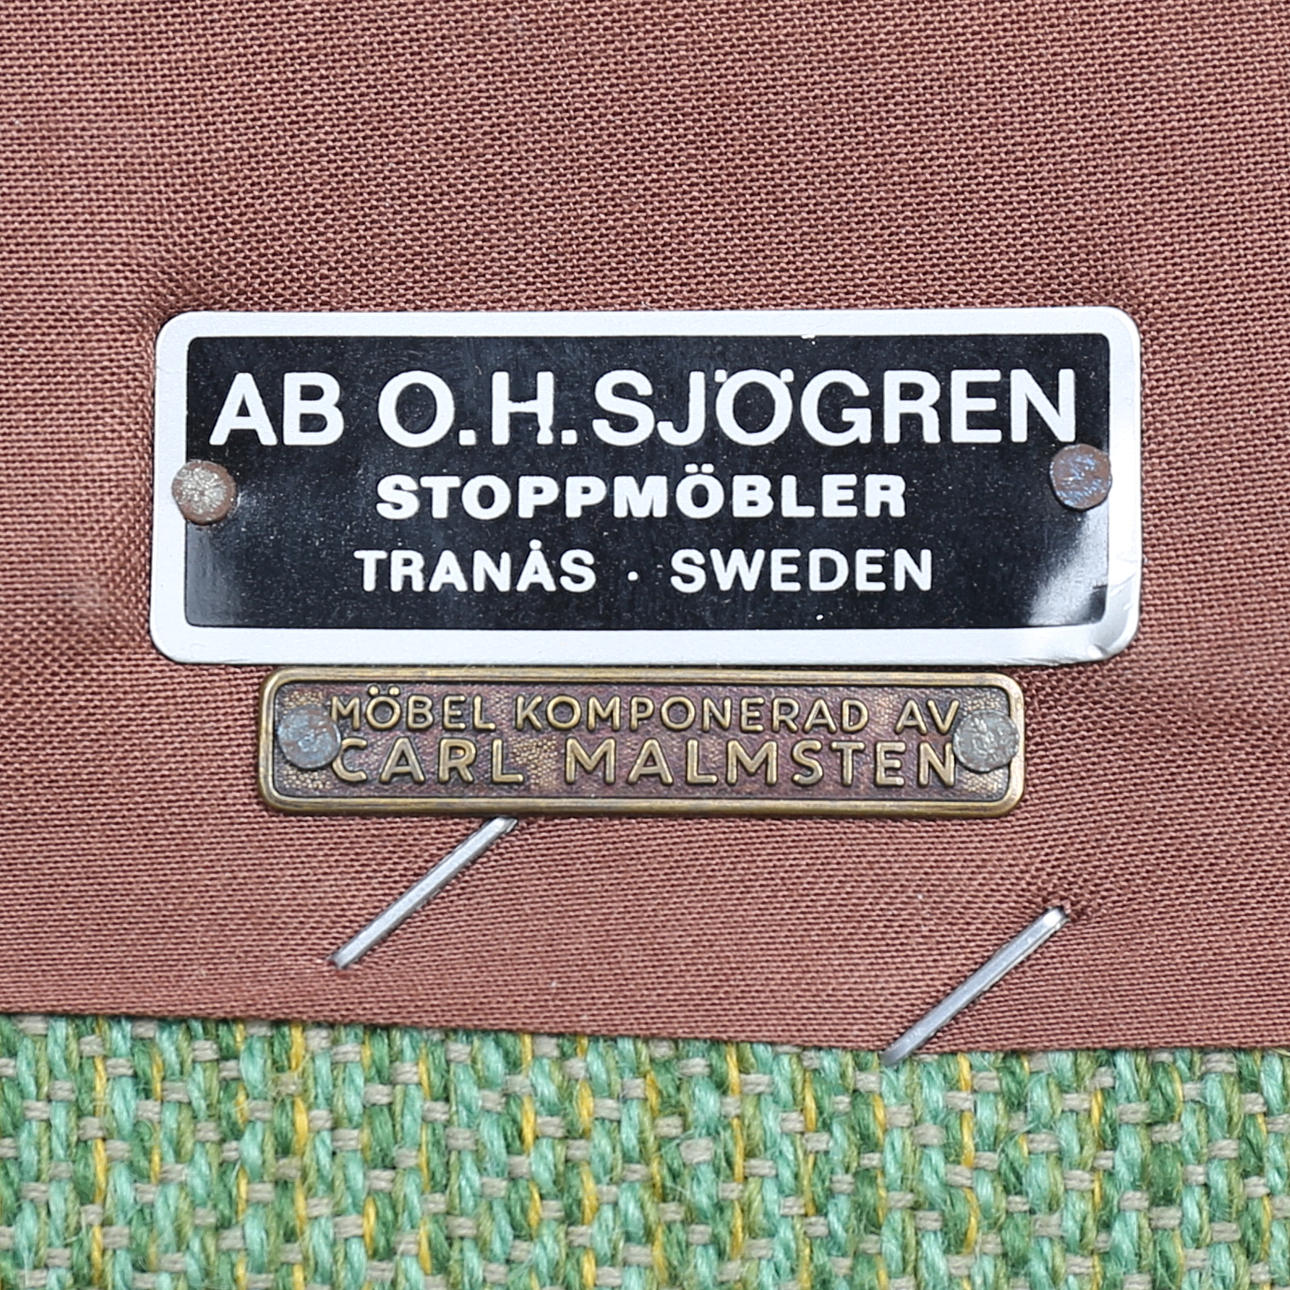 AB O.H. SJÖGREN
STOPPMÖBLER
TRANÅS · SWEDEN
MÖBEL KOMPONERAD AV
CARL MALMSTEN